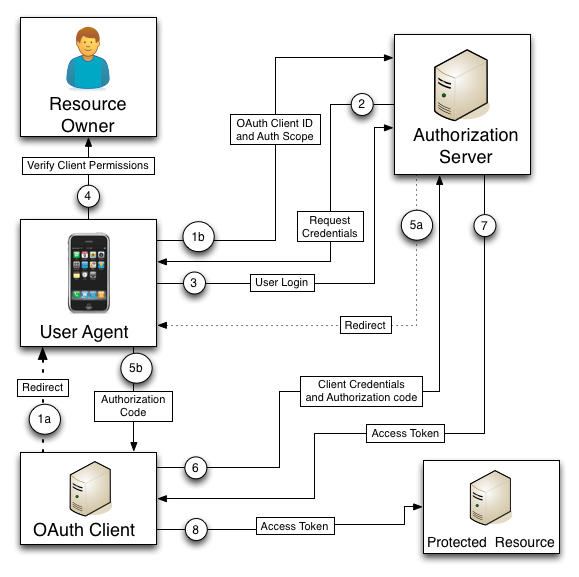 Resource
Owner
Authorization
Server
OAuth Client ID
and Auth Scope
2
Verify Client Permissions
4
Request
Credentials
1b
5a
7
3
User Login
User Agent
Redirect
5b
Redirect
Authorization
Code
1a
Client Credentials
and Authorization code
Access Token
6
OAuth Client
8
Access Token
Protected Resource